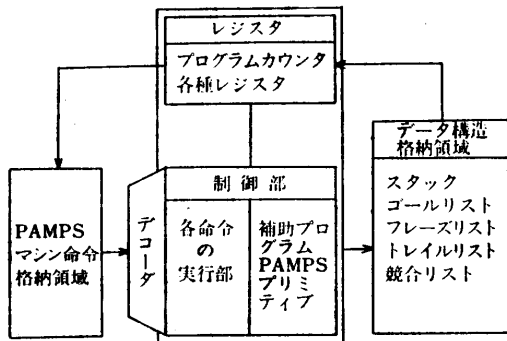 レジスタ
プログラムカウンタ
各種レジスタ
PAMPS
マシン命令
格納領域
デコーダ
制御部
各命令
の
実行部
補助プロ
グラム
PAMPS
プリミ
ティブ
データ構造
格納領域
スタック
ゴールリスト
フレーズリスト
トレイルリスト
競合リスト